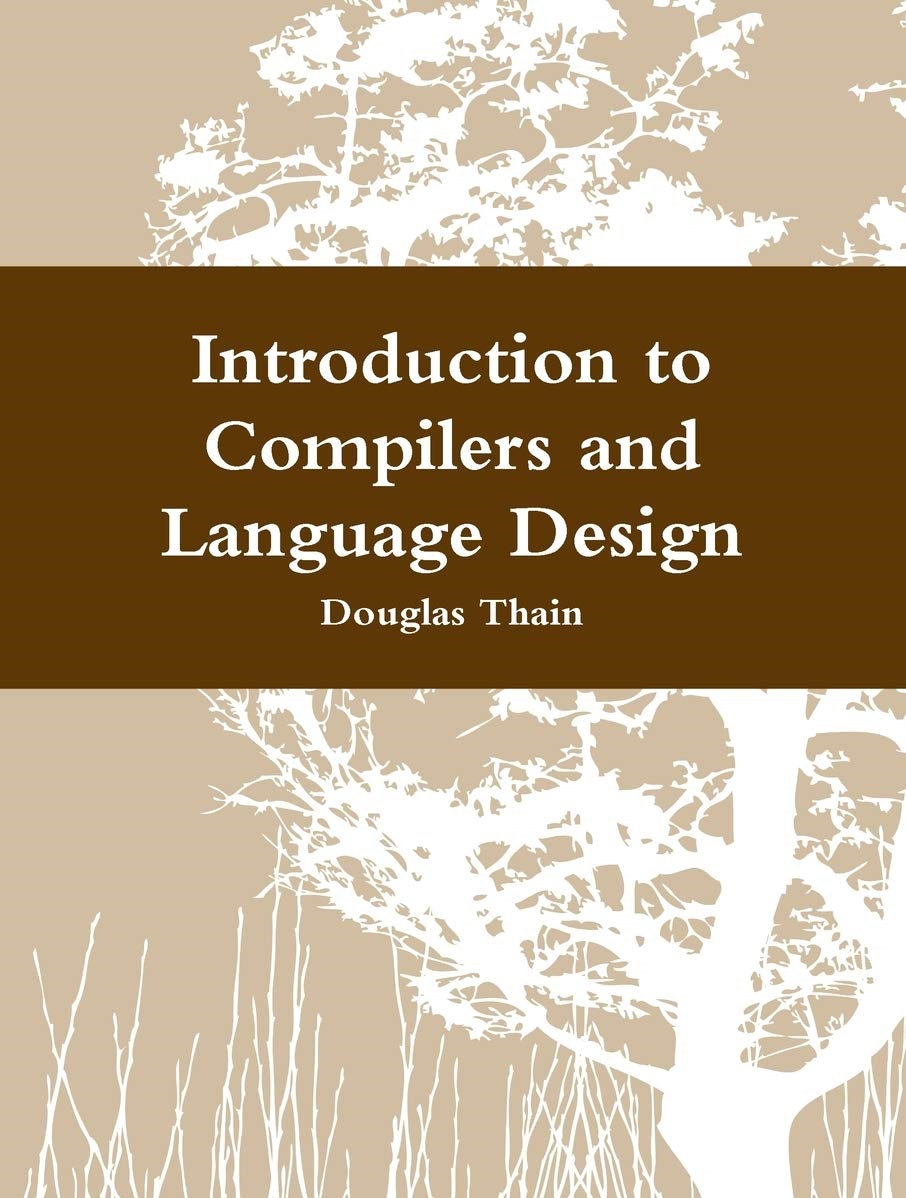 Introduction to
Compilers and
Language Design
Douglas Thain